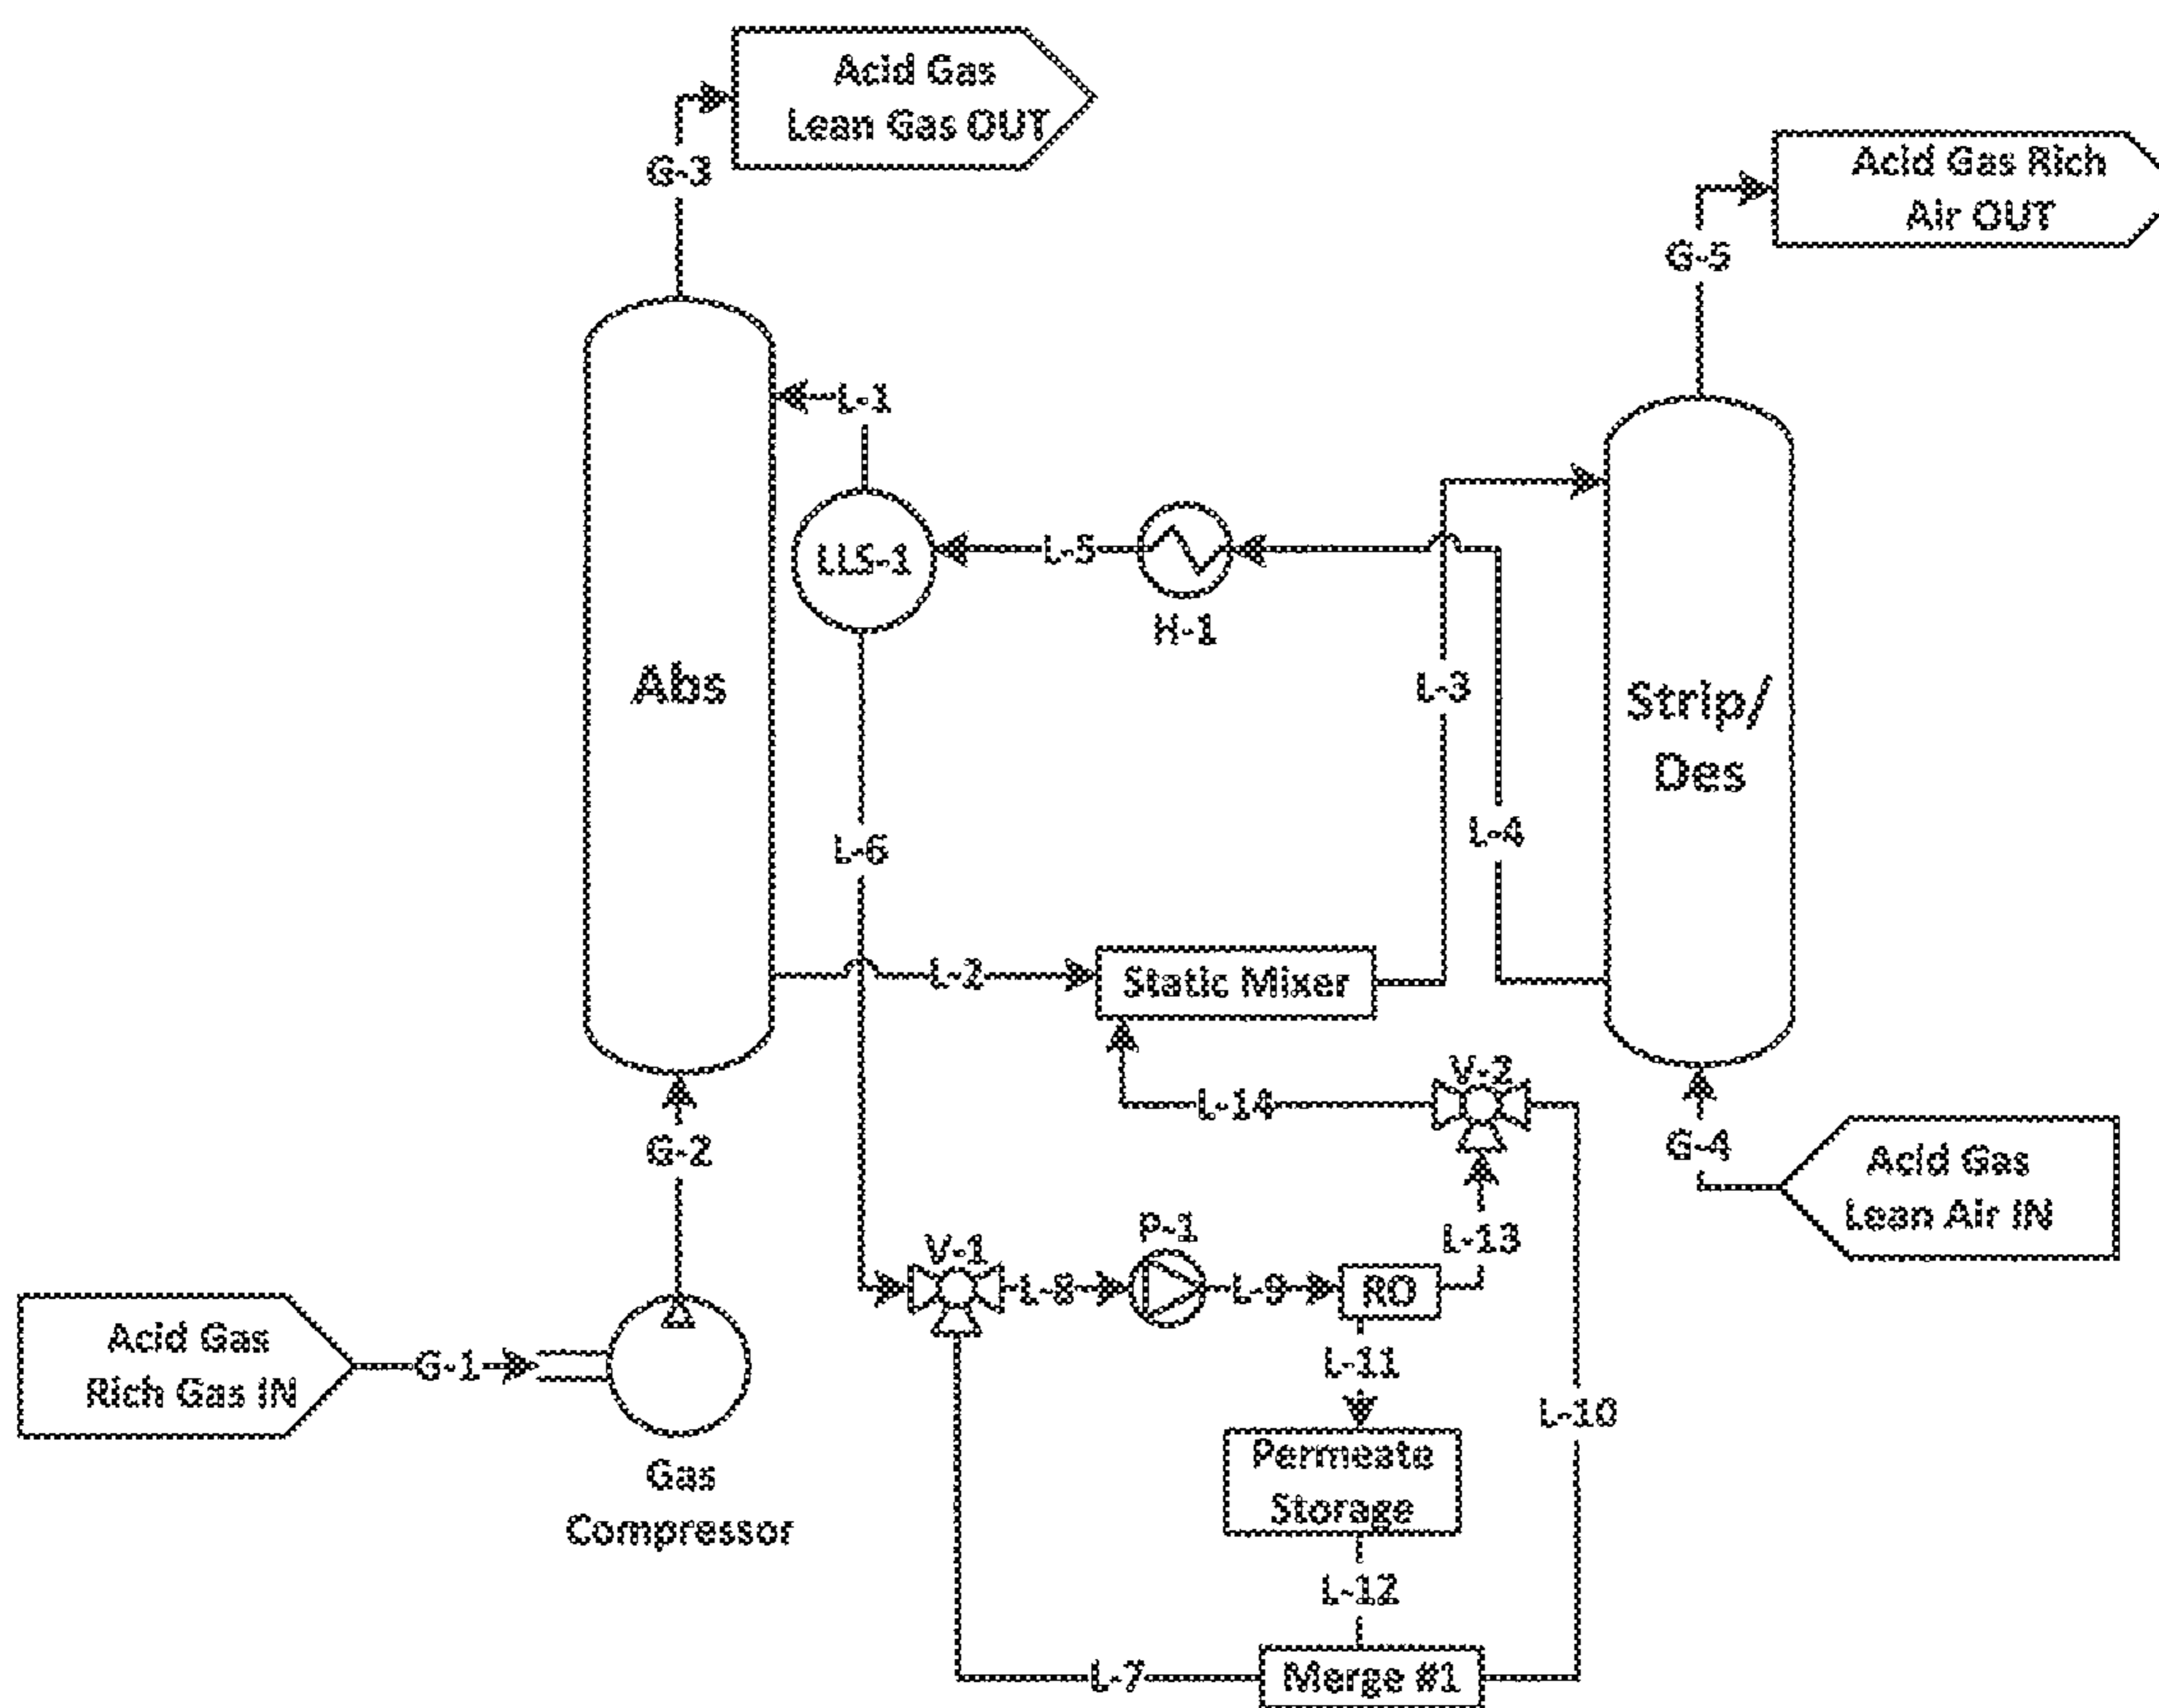 Acid Gas
Lean Gas OUT
G-3
Acid Gas Rich
Air OUT
G-5
L-1
LLS-1
L-5
H-1
Abs
L-3
Strip/
Des
L-4
L-6
L-2
Static Mixer
V-2
L-14
G-2
G-4
Acid Gas
Lean Air IN
P-1
V-1
L-13
L-8
L-9
RO
Acid Gas
Rich Gas IN
G-1
L-11
L-10
Gas
Compressor
Permeate
Storage
L-12
L-7
Merge #1